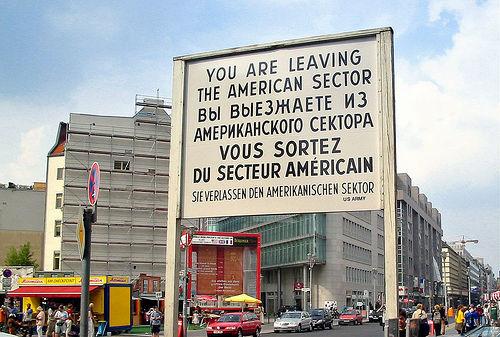 YOU ARE LEAVING
THE AMERICAN SECTOR
ВЫ ВЫЕЗЖАЕТЕ ИЗ
АМЕРИКАНСКОГО СЕКТОРА
VOUS SORTEZ
DU SECTEUR AMÉRICAIN
SIE VERLASSEN DEN AMERIKANISCHEN SEKTOR
US ARMY